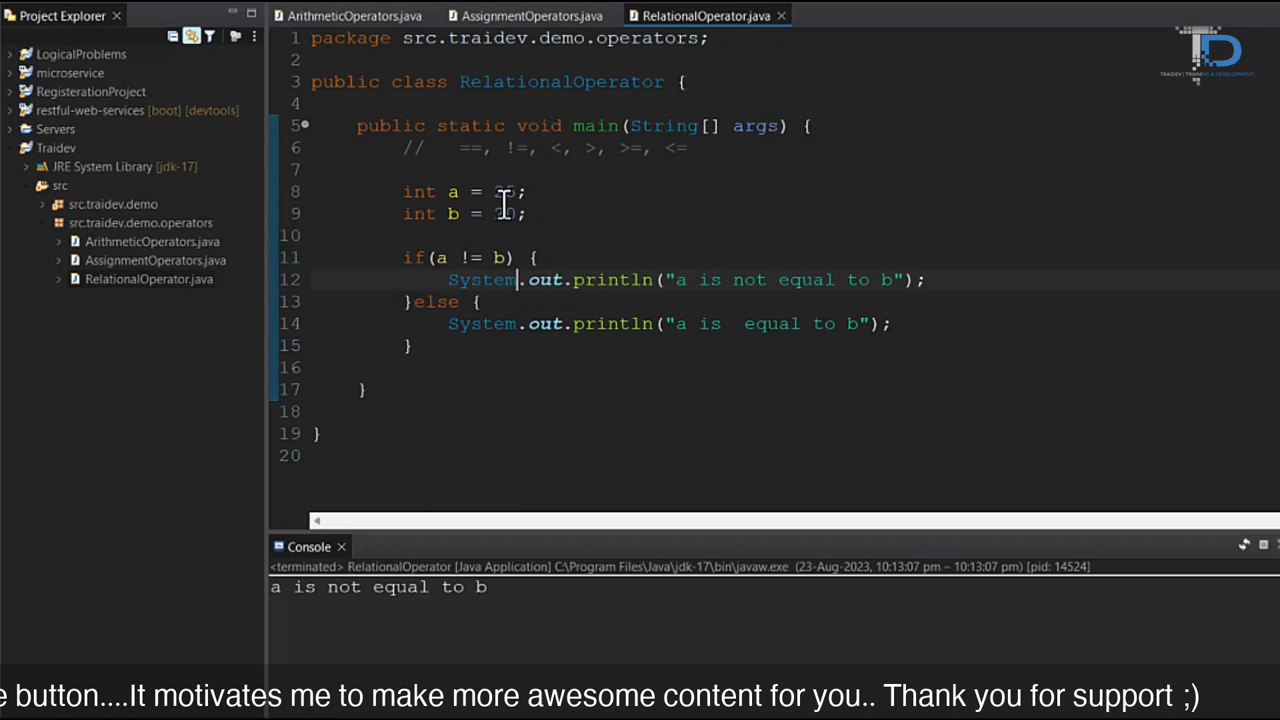 Project Explorer
ArithmeticOperators.java
AssignmentOperators.java
RelationalOperator.java
LogicalProblems
microservice
RegisterationProject
restful-web-services [boot] [devtools]
Servers
Traidev
JRE System Library [jdk-17]
src
src.traidev.demo
src.traidev.demo.operators
ArithmeticOperators.java
AssignmentOperators.java
RelationalOperator.java
1 package src.traidev.demo.operators;
2
3 public class RelationalOperator {
4
5 public static void main(String[] args) {
6 // ==, !=, <, >, >=, <=
7
8 int a = ;
9 int b = ;
10
11 if(a != b) {
12 System.out.println("a is not equal to b");
13 }else {
14 System.out.println("a is  equal to b");
15 }
16
17 }
18
19 }
20
TD
TRAIDEV | TRAINING & DEVELOPMENT
Console
<terminated> RelationalOperator [Java Application] C:\Program Files\Java\jdk-17\bin\javaw.exe (23-Aug-2023, 10:13:07 pm – 10:13:07 pm) [pid: 14524]
a is not equal to b
e button....It motivates me to make more awesome content for you.. Thank you for support ;)